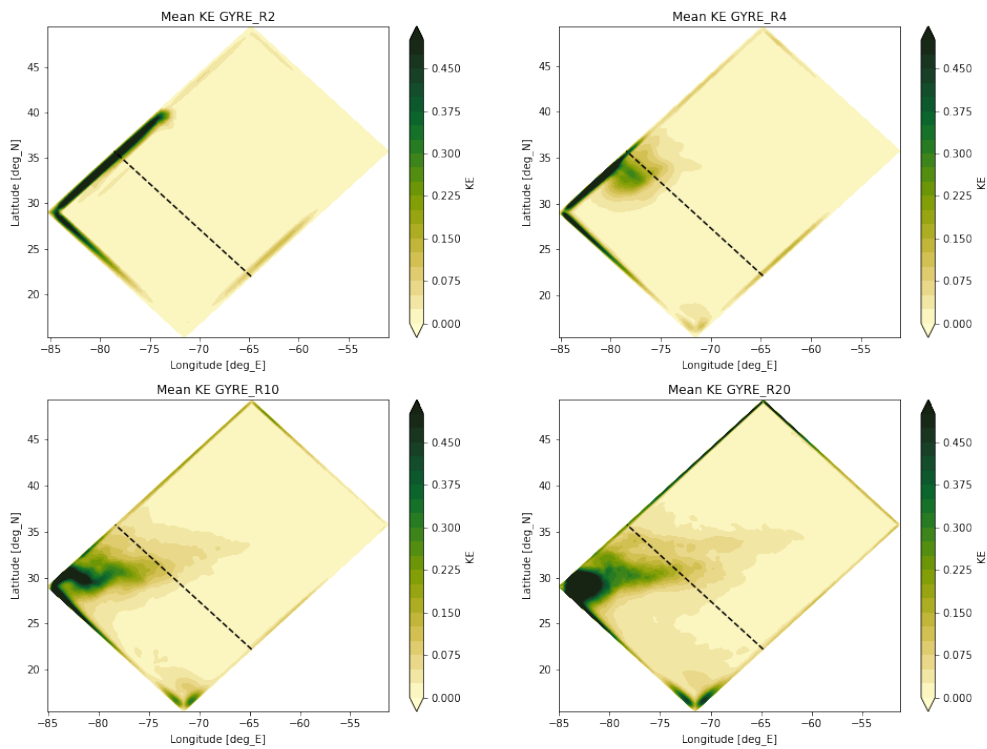 Mean KE GYRE_R2
45
40
35
30
25
20
Latitude [deg_N]
−85 −80 −75 −70 −65 −60 −55
Longitude [deg_E]
0.450
0.375
0.300
0.225
0.150
0.075
0.000
KE
Mean KE GYRE_R4
45
40
35
30
25
20
Latitude [deg_N]
−85 −80 −75 −70 −65 −60 −55
Longitude [deg_E]
0.450
0.375
0.300
0.225
0.150
0.075
0.000
KE
Mean KE GYRE_R10
45
40
35
30
25
20
Latitude [deg_N]
−85 −80 −75 −70 −65 −60 −55
Longitude [deg_E]
0.450
0.375
0.300
0.225
0.150
0.075
0.000
KE
Mean KE GYRE_R20
45
40
35
30
25
20
Latitude [deg_N]
−85 −80 −75 −70 −65 −60 −55
Longitude [deg_E]
0.450
0.375
0.300
0.225
0.150
0.075
0.000
KE